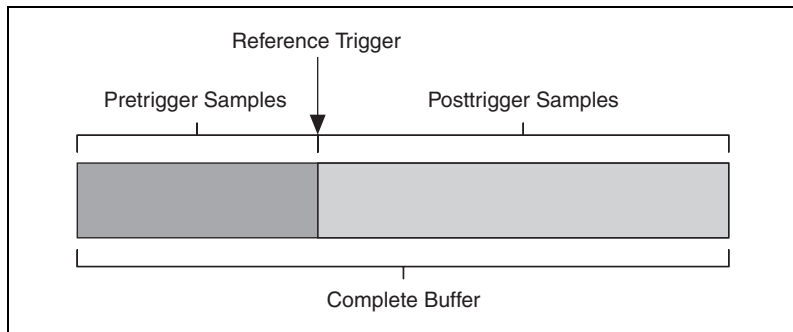 Reference Trigger
Pretrigger Samples
Posttrigger Samples
Complete Buffer